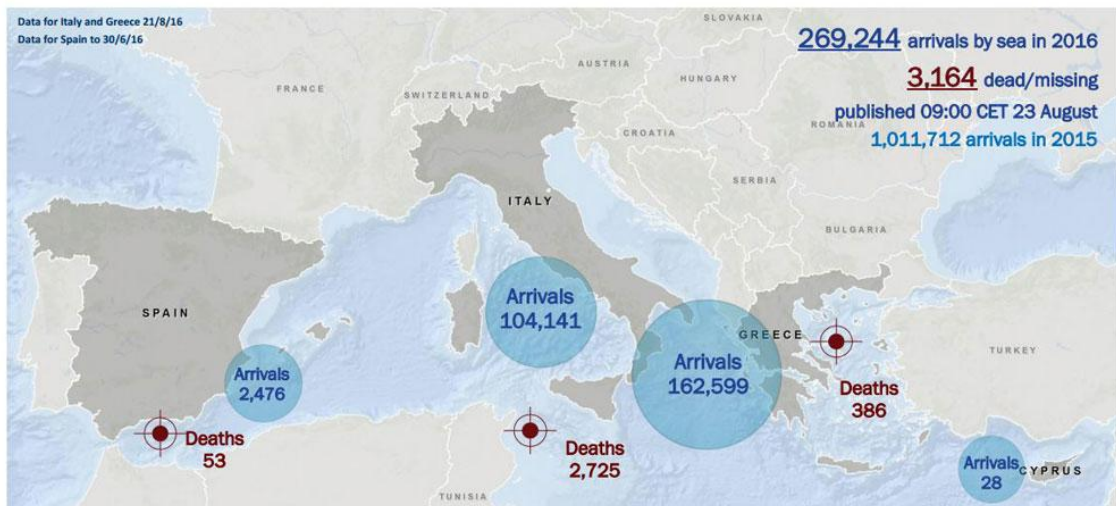 Data for Italy and Greece 21/8/16
Data for Spain to 30/6/16
269,244 arrivals by sea in 2016
3,164 dead/missing
published 09:00 CET 23 August
1,011,712 arrivals in 2015
SLOVAKIA
AUSTRIA
HUNGARY
FRANCE
SWITZERLAND
ROMANIA
CROATIA
SERBIA
ITALY
BULGARIA
SPAIN
Arrivals
104,141
GREECE
TURKEY
Arrivals
2,476
Arrivals
162,599
Deaths
386
Deaths
53
Deaths
2,725
Arrivals
28
CYPRUS
TUNISIA